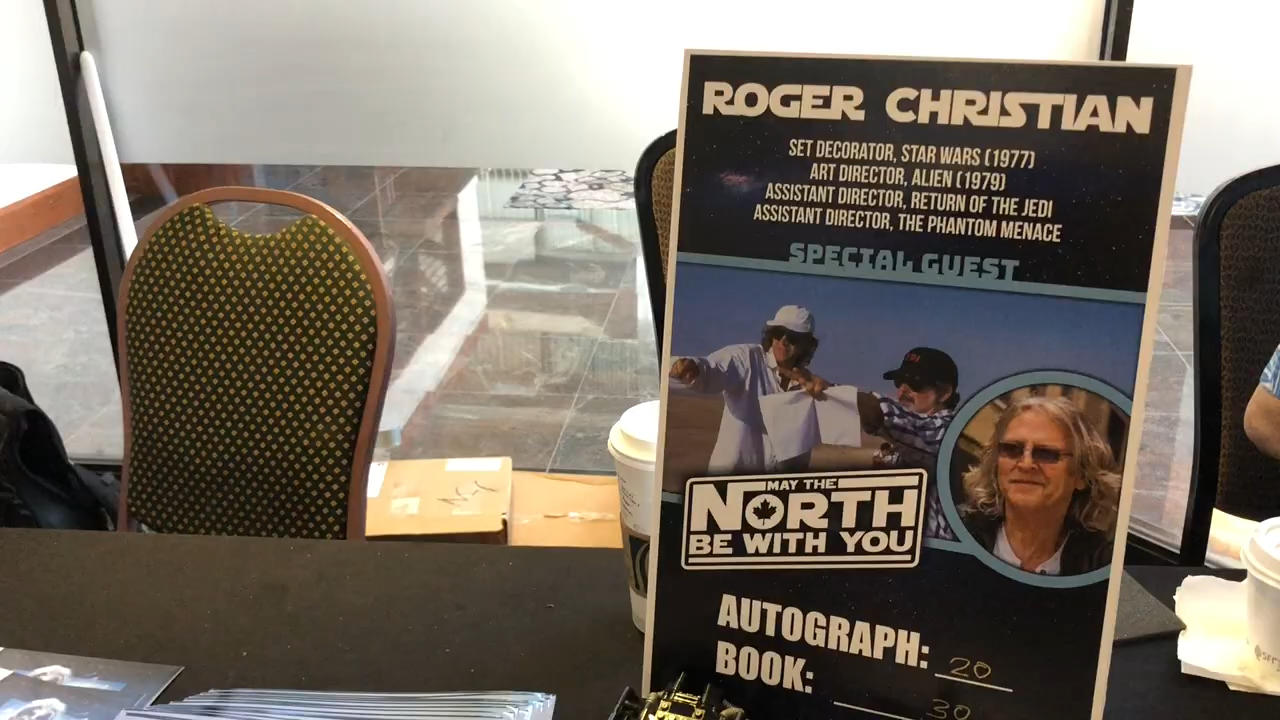 ROGER CHRISTIAN
SET DECORATOR, STAR WARS (1977)
ART DIRECTOR, ALIEN (1979)
ASSISTANT DIRECTOR, RETURN OF THE JEDI
ASSISTANT DIRECTOR, THE PHANTOM MENACE
SPECIAL GUEST
MAY THE
NORTH
BE WITH YOU
AUTOGRAPH: 20
BOOK: 30